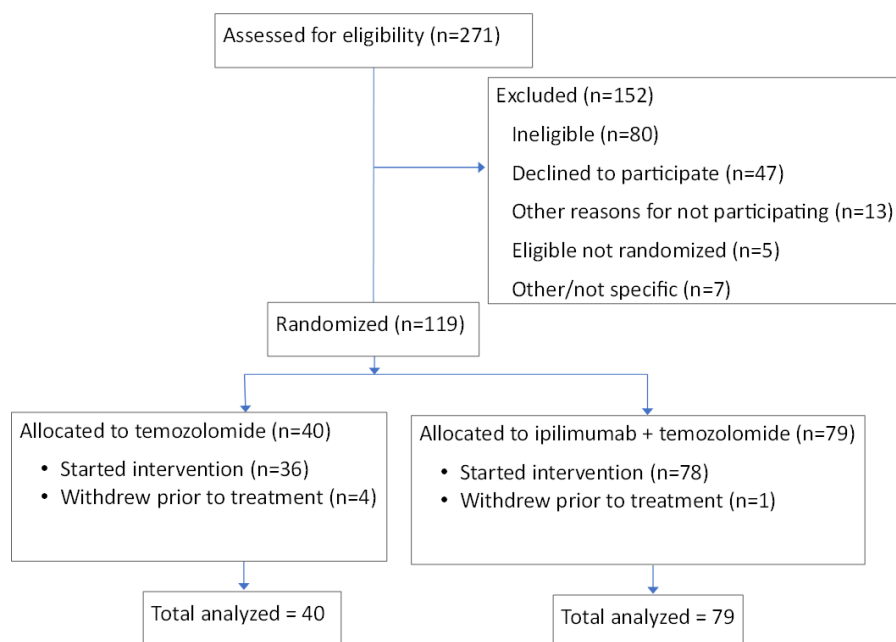 Assessed for eligibility (n=271)
Excluded (n=152)
Ineligible (n=80)
Declined to participate (n=47)
Other reasons for not participating (n=13)
Eligible not randomized (n=5)
Other/not specific (n=7)
Randomized (n=119)
Allocated to temozolomide (n=40)
• Started intervention (n=36)
• Withdrew prior to treatment (n=4)
Allocated to ipilimumab + temozolomide (n=79)
• Started intervention (n=78)
• Withdrew prior to treatment (n=1)
Total analyzed = 40
Total analyzed = 79